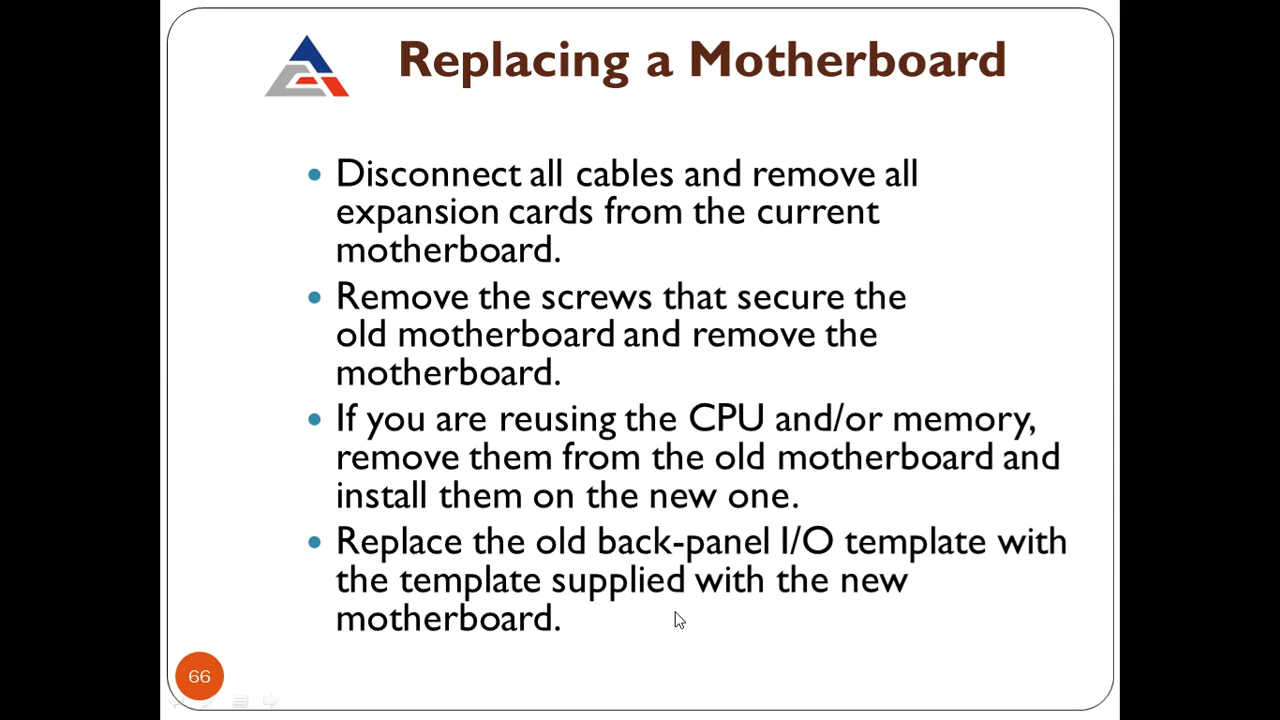 Replacing a Motherboard
• Disconnect all cables and remove all
expansion cards from the current
motherboard.
• Remove the screws that secure the
old motherboard and remove the
motherboard.
• If you are reusing the CPU and/or memory,
remove them from the old motherboard and
install them on the new one.
• Replace the old back-panel I/O template with
the template supplied with the new
motherboard.
66